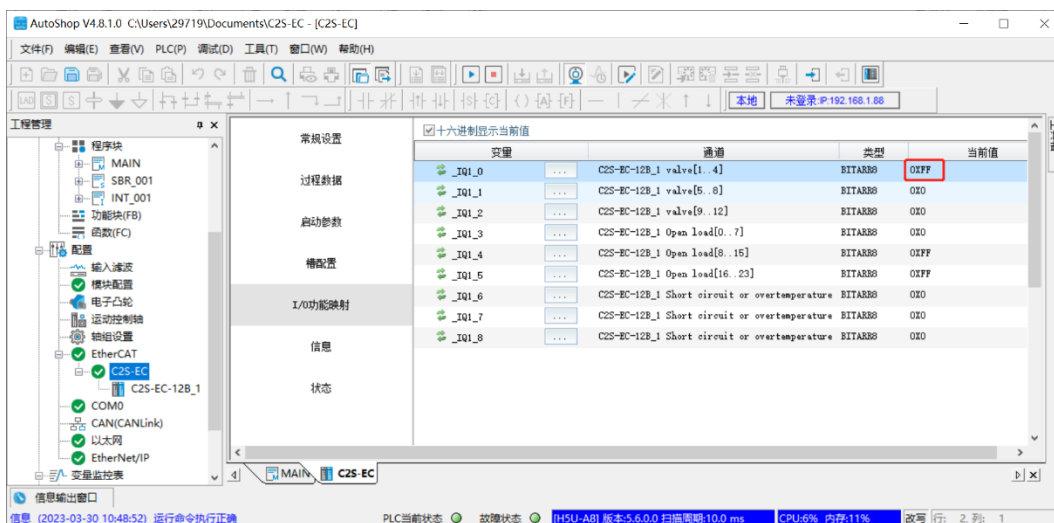 AutoShop V4.8.1.0 C:\Users\29719\Documents\C2S-EC - [C2S-EC]
文件(F) 编辑(E) 查看(V) PLC(P) 调试(D) 工具(T) 窗口(W) 帮助(H)
本地 未登录:IP:192.168.1.88
工程管理
程序块
MAIN
SBR_001
INT_001
功能块(FB)
函数(FC)
配置
输入滤波
模块配置
电子凸轮
运动控制轴
轴组设置
EtherCAT
C2S-EC
C2S-EC-12B_1
COM0
CAN(CANLink)
以太网
EtherNet/IP
变量监控表
常规设置
过程数据
启动参数
槽配置
I/O功能映射
信息
状态
十六进制显示当前值
变量 通道 类型 当前值
_IQ1_0 ... C2S-EC-12B_1 valve[1..4] BITARR8 0XFF
_IQ1_1 ... C2S-EC-12B_1 valve[5..8] BITARR8 0X0
_IQ1_2 ... C2S-EC-12B_1 valve[9..12] BITARR8 0X0
_IQ1_3 ... C2S-EC-12B_1 Open load[0..7] BITARR8 0X0
_IQ1_4 ... C2S-EC-12B_1 Open load[8..15] BITARR8 0XFF
_IQ1_5 ... C2S-EC-12B_1 Open load[16..23] BITARR8 0XFF
_IQ1_6 ... C2S-EC-12B_1 Short circuit or overtemperature BITARR8 0X0
_IQ1_7 ... C2S-EC-12B_1 Short circuit or overtemperature BITARR8 0X0
_IQ1_8 ... C2S-EC-12B_1 Short circuit or overtemperature BITARR8 0X0
MAIN C2S-EC
信息输出窗口
信息 (2023-03-30 10:48:52) 运行命令执行正确 PLC当前状态 故障状态 [H5U-A8] 版本:5.6.0.0 扫描周期:10.0 ms CPU:6% 内存:11% 改写 行: 2, 列: 1